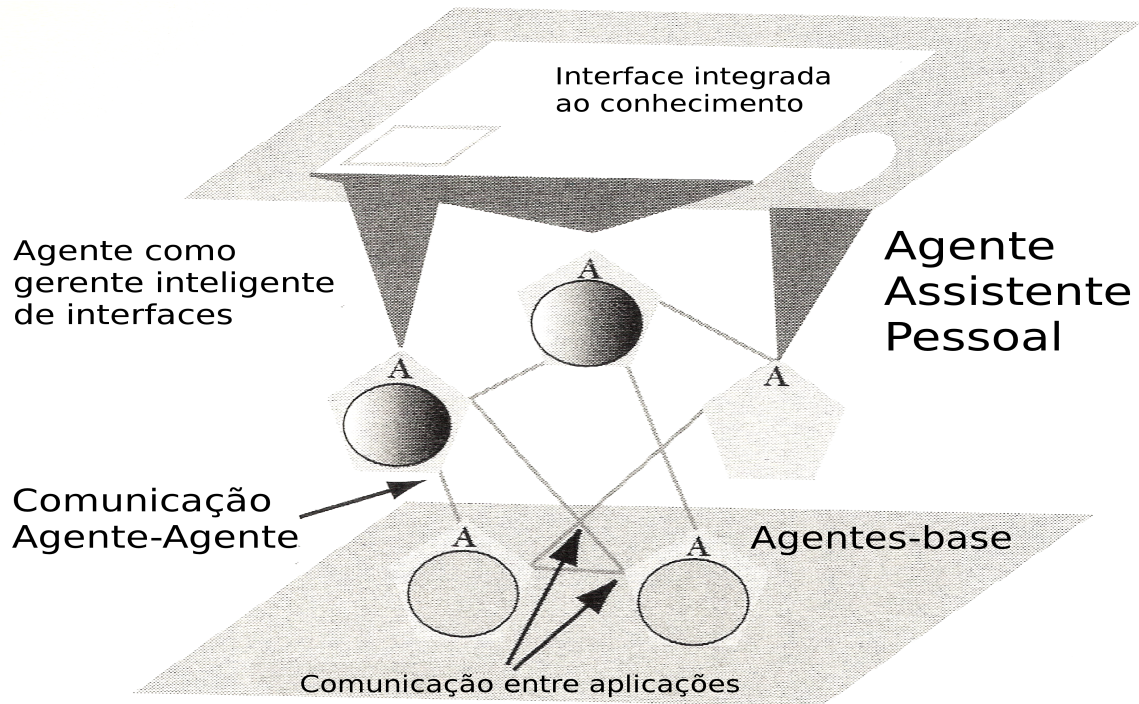 Interface integrada
ao conhecimento
Agente como
gerente inteligente
de interfaces
Agente
Assistente
Pessoal
A
A
A
Comunicação
Agente-Agente
A
A
Agentes-base
Comunicação entre aplicações